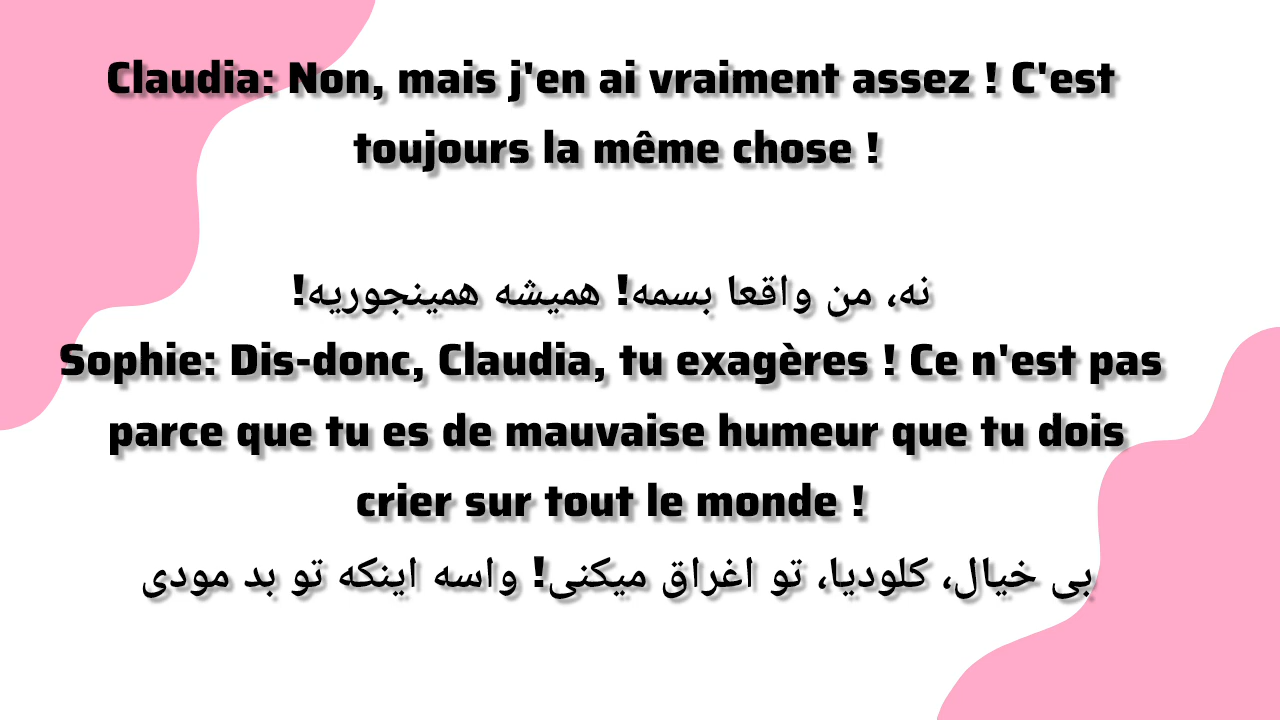 Claudia: Non, mais j'en ai vraiment assez ! C'est
toujours la même chose !
نه، من واقعا بسمه! همیشه همینجوریه!
Sophie: Dis-donc, Claudia, tu exagères ! Ce n'est pas
parce que tu es de mauvaise humeur que tu dois
crier sur tout le monde !
بی خیال، کلودیا، تو اغراق میکنی! واسه اینکه تو بد مودی